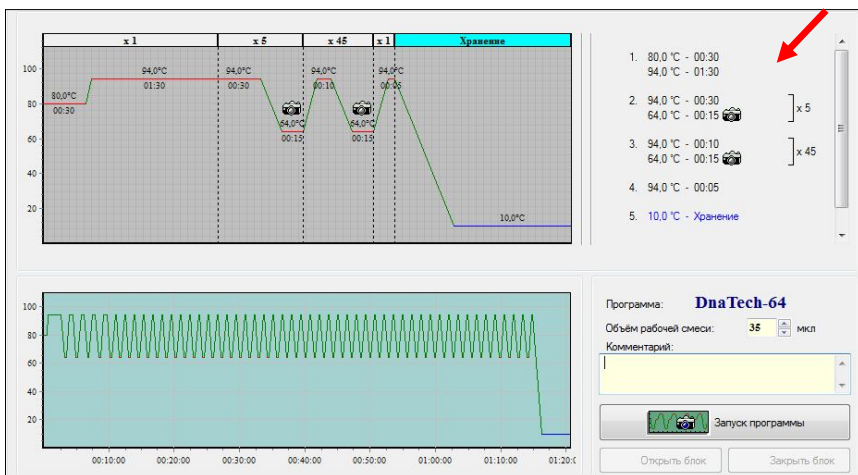 x 1 x 5 x 45 x 1 Хранение
100
80
60
40
20
80,0°C
00:30
94,0°C
01:30
94,0°C
00:30
64,0°C
00:15
94,0°C
00:10
64,0°C
00:15
94,0°C
00:05
10,0°C
1. 80,0 °C - 00:30
94,0 °C - 01:30
2. 94,0 °C - 00:30
64,0 °C - 00:15
x 5
3. 94,0 °C - 00:10
64,0 °C - 00:15
x 45
4. 94,0 °C - 00:05
5. 10,0 °C - Хранение
100
80
60
40
20
00:10:00 00:20:00 00:30:00 00:40:00 00:50:00 01:00:00 01:10:00 01:20:0
Программа: DnaTech-64
Объём рабочей смеси: 35 мкл
Комментарий:
Запуск программы
Открыть блок Закрыть блок